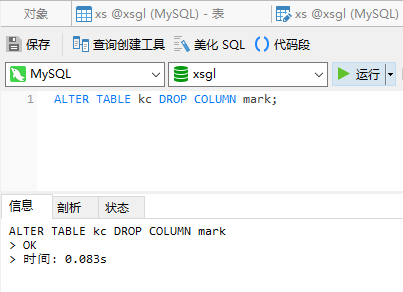 对象 xs @xsgl (MySQL) - 表 xs @xsgl (MySQL)
保存 查询创建工具 美化 SQL () 代码段
MySQL xsgl 运行
1 ALTER TABLE kc DROP COLUMN mark;
信息 剖析 状态
ALTER TABLE kc DROP COLUMN mark
> OK
> 时间: 0.083s